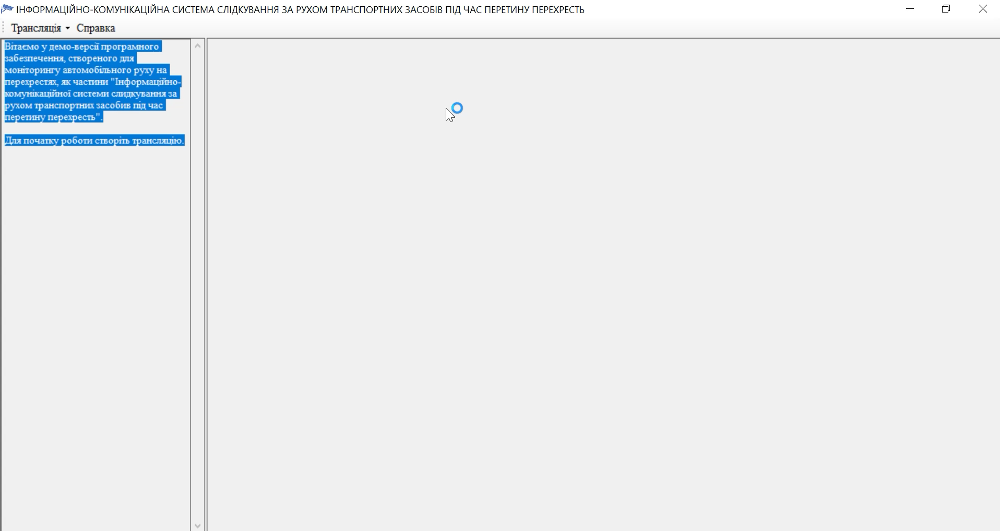 ІНФОРМАЦІЙНО-КОМУНІКАЦІЙНА СИСТЕМА СЛІДКУВАННЯ ЗА РУХОМ ТРАНСПОРТНИХ ЗАСОБІВ ПІД ЧАС ПЕРЕТИНУ ПЕРЕХРЕСТЬ
Трансляція Справка
Вітаємо у демо-версії програмного
забезпечення, створеного для
моніторингу автомобільного руху на
перехрестях, як частини "Інформаційно-
комунікаційної системи слидкування за
рухом транспортних засобив під час
перетину перехресть".
Для початку роботи створіть трансляцію.